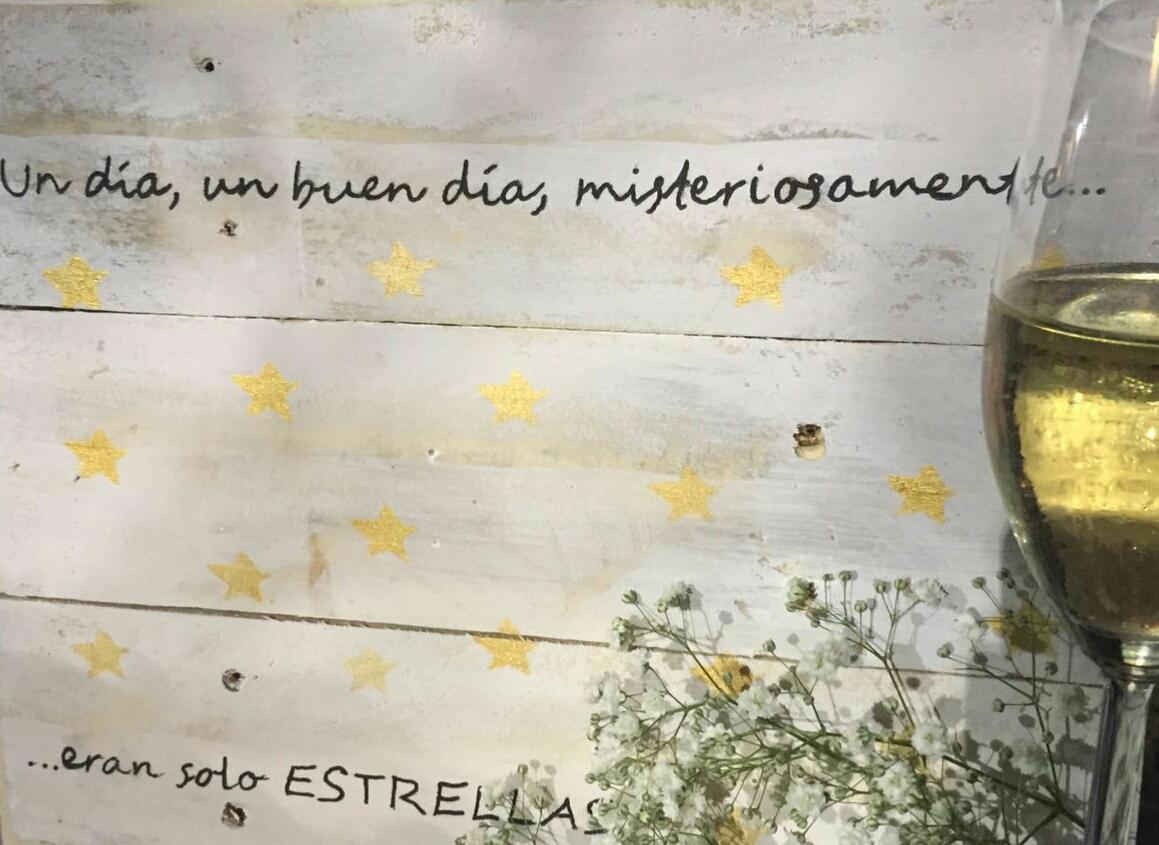 Un día, un buen día, misteriosamente...
...eran solo ESTRELLAS